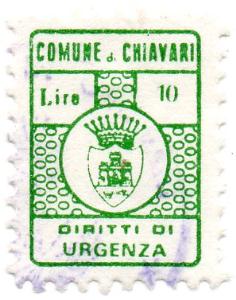 COMUNE di CHIAVARI
Lire 10
DIRITTI DI
URGENZA